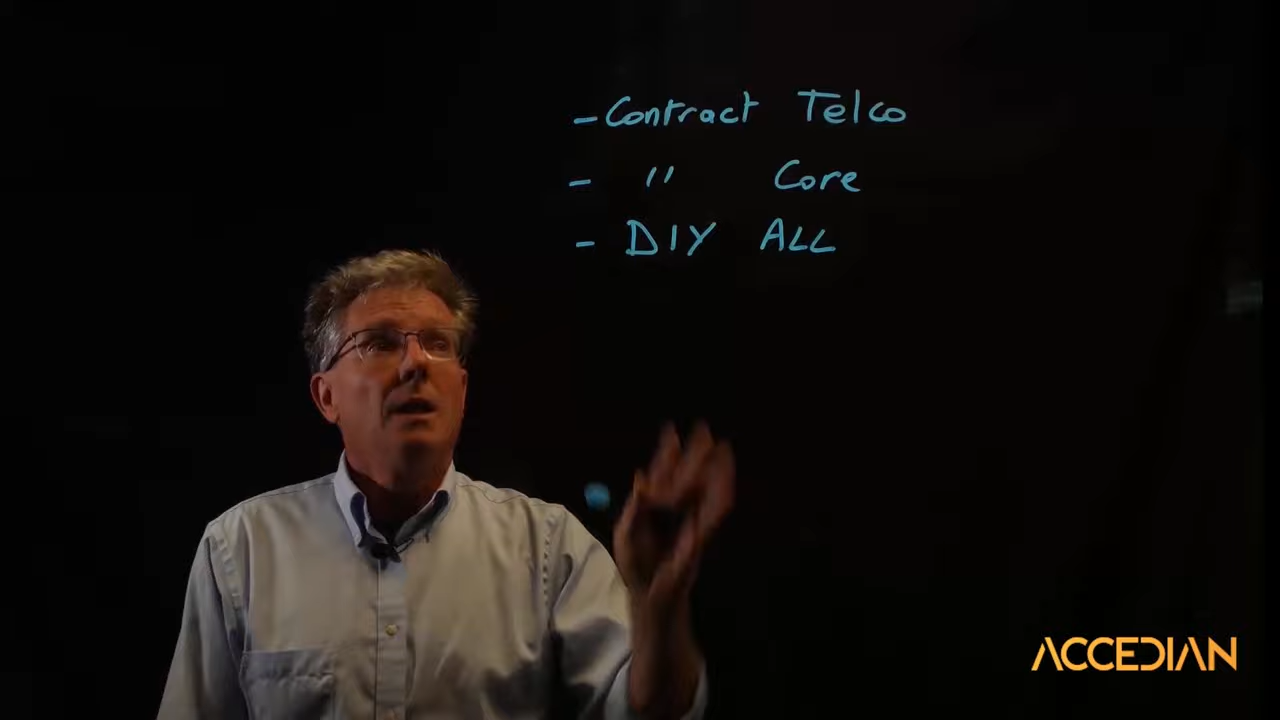 - Contract Telco
- " Core
- DIY ALL
ACCEDIAN